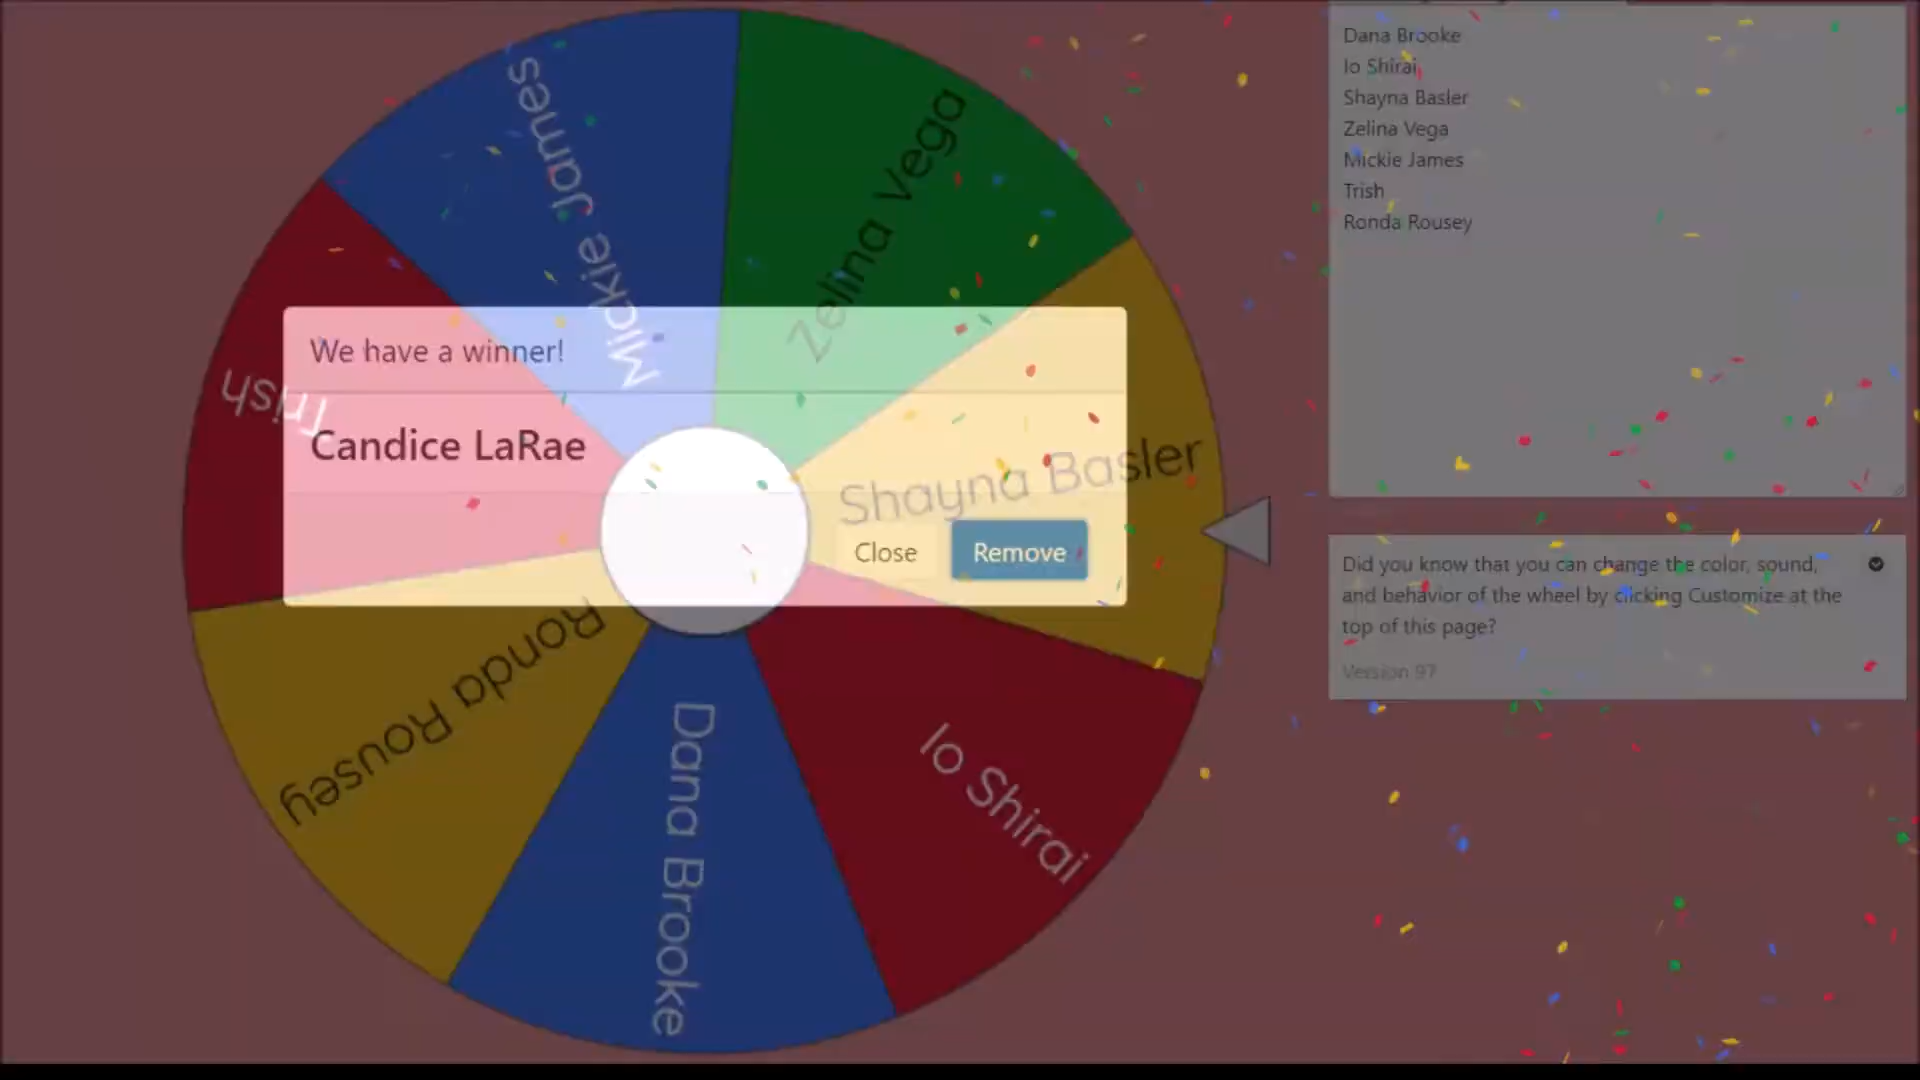 Dana Brooke
Io Shirai
Shayna Basler
Zelina Vega
Mickie James
Trish
Ronda Rousey
Mickie James
Zelina Vega
Trish
Shayna Basler
Ronda Rousey
Dana Brooke
Io Shirai
We have a winner!
Candice LaRae
Close
Remove
Did you know that you can change the color, sound,
and behavior of the wheel by clicking Customize at the
top of this page?
Version 97